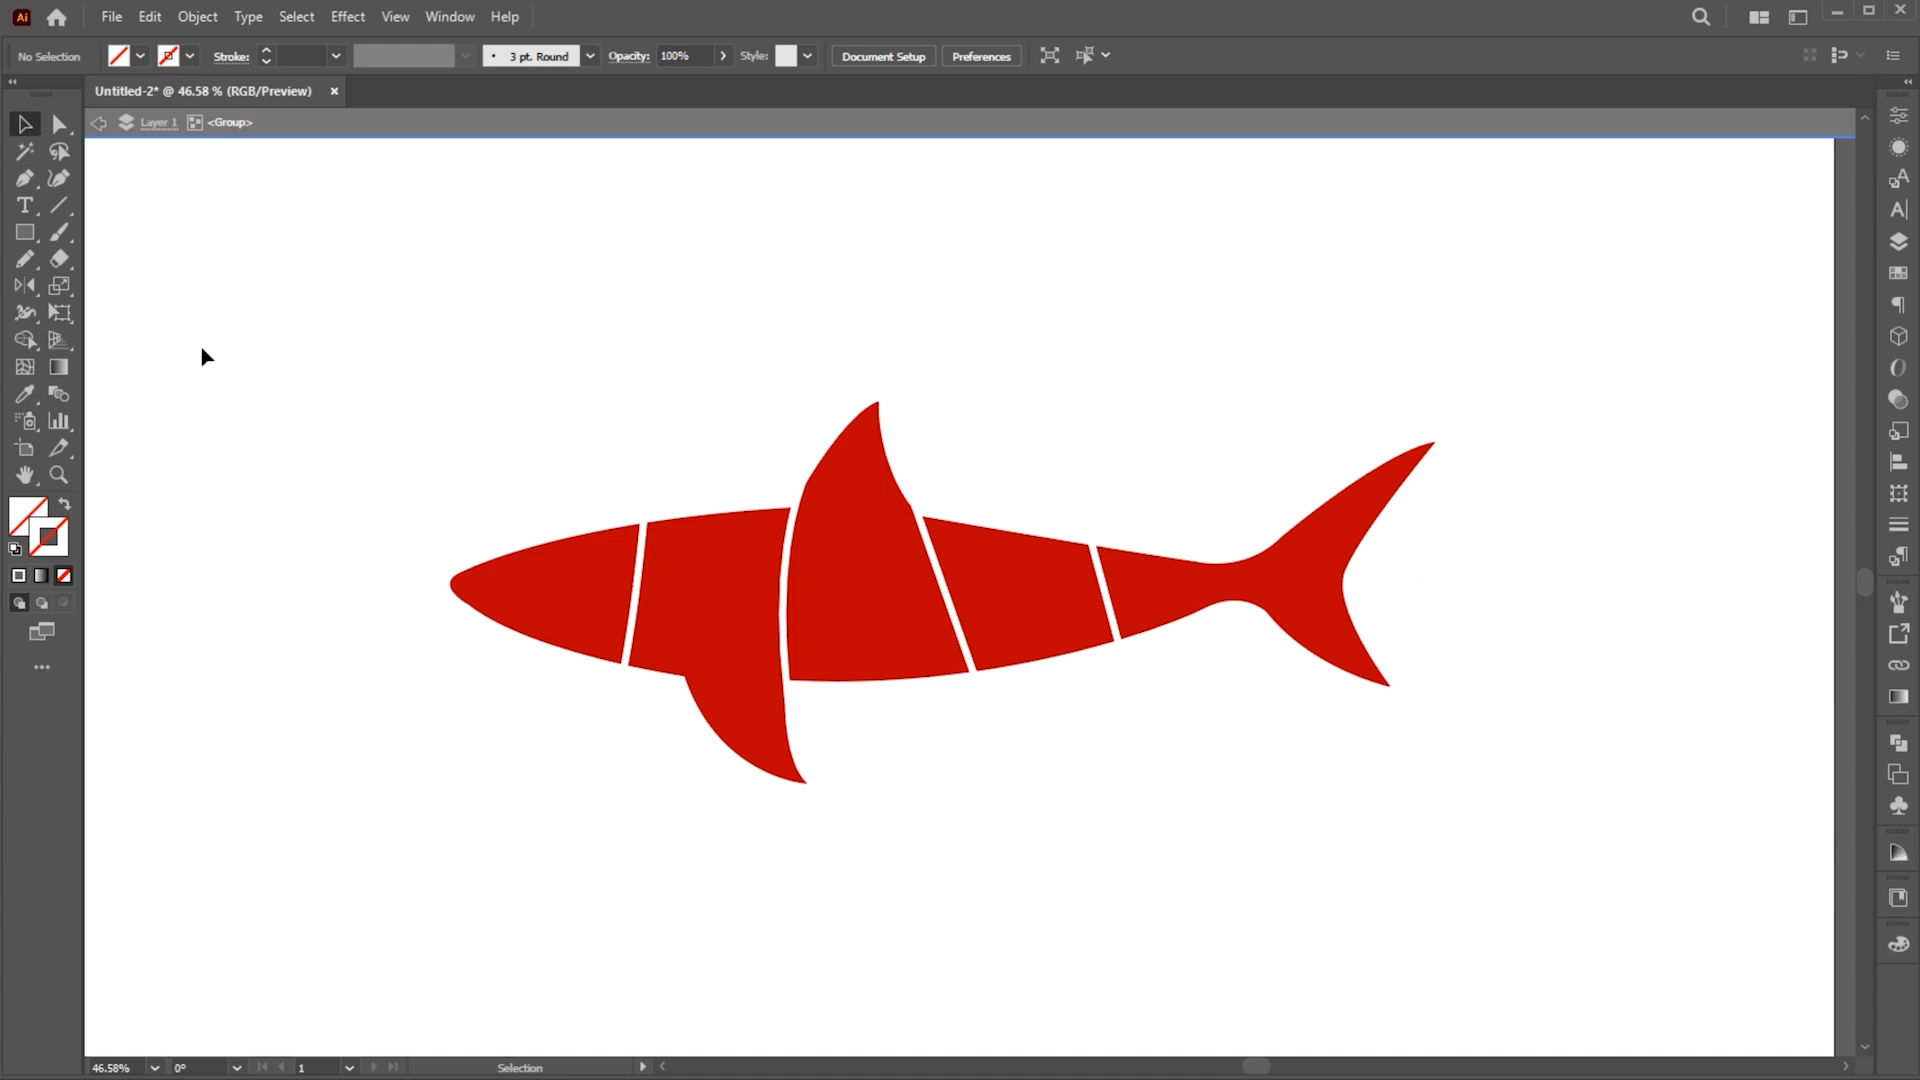 Ai File Edit Object Type Select Effect View Window Help
No Selection Stroke: 3 pt. Round Opacity: 100% Style: Document Setup Preferences
Untitled-2* @ 46.58 % (RGB/Preview) ×
Layer 1 <Group>
46.58% 0° 1 Selection